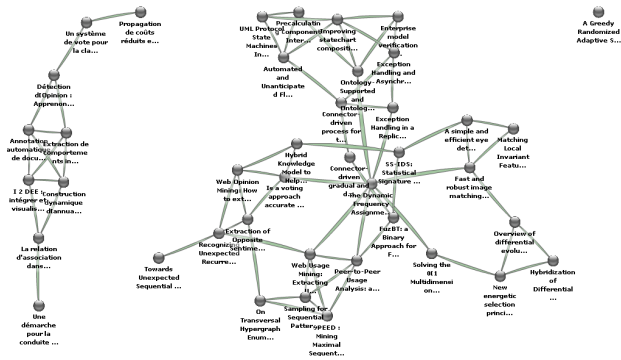 Propagation
de coûts
réduits e...
Un système
de vote pour
la cla...
Détection
d'Opinion :
Apprenon...
Annotation
automatique
de docu...
Extraction de
comportements
in...
I 2 DEE :
intégrer et
visualis...
Construction
dynamique
d'annua...
La relation
d'association
dans...
Une
démarche
pour la
conduite ...
UML Protocol
State
Machines
In...
Precalculating
Component
Inter...
Improving
statechart
compositi...
Enterprise
model
verification
Automated
and
Unanticipate
d Fl...
Ontology-
Supported
and
Ontolog...
Exception
Handling and
Asynchr...
Connector-
driven
process for
t...
Exception
Handling in a
Replic...
Hybrid
Knowledge
Model to
Help...
Connector-
driven
gradual and
d...
SS-IDS:
Statistical
Signature ...
A simple and
efficient eye
det...
Matching
Local
Invariant
Featu...
Fast and
robust image
matching...
Web Opinion
Mining: How
to ext...
Is a voting
approach
accurate ...
The Dynamic
Frequency
Assignme...
Recognizing
Unexpected
Recurre...
Extraction of
Opposite
Sentime...
FuzBT: a
Binary
Approach for
F...
Towards
Unexpected
Sequential ...
Web Usage
Mining:
Extracting
Peer-to-Peer
Usage
Analysis: a...
Solving the
Multidimensi
on...
Overview of
differential
evolu...
New
energetic
selection
princi...
Hybridization
of
Differential ...
On
Transversal
Hypergraph
Enum...
Sampling for
Sequential
Patter...
SPEED :
Mining
Maximal
Sequent...
A Greedy
Randomized
Adaptive S...